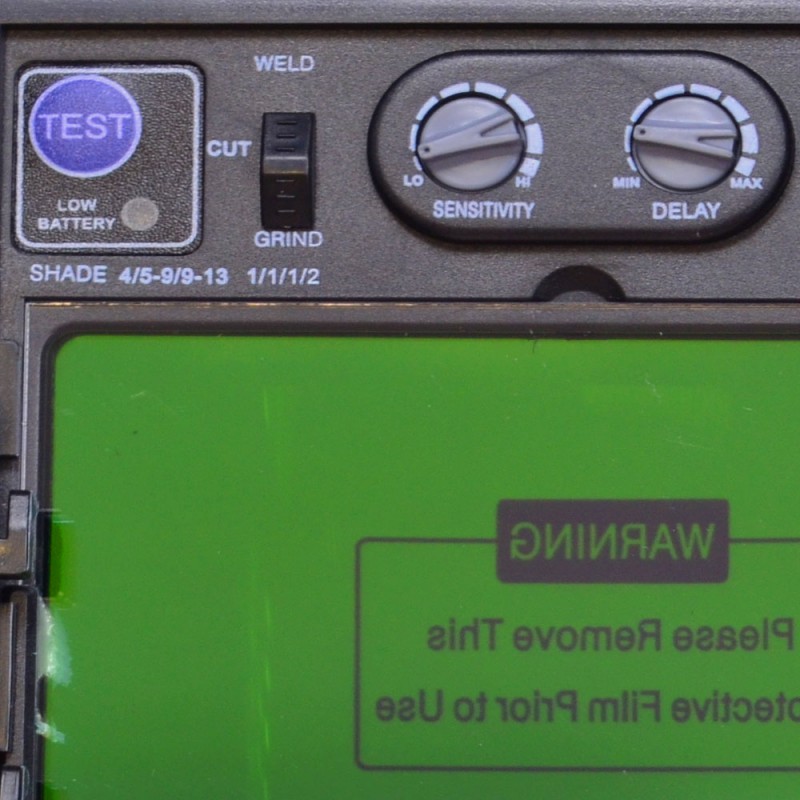 WELD
TEST
CUT
LOW
BATTERY
GRIND
SHADE 4/5-9/9-13 1/1/1/2
LO HI
SENSITIVITY
MIN MAX
DELAY
WARNING
Please Remove This
Film Prior to Use